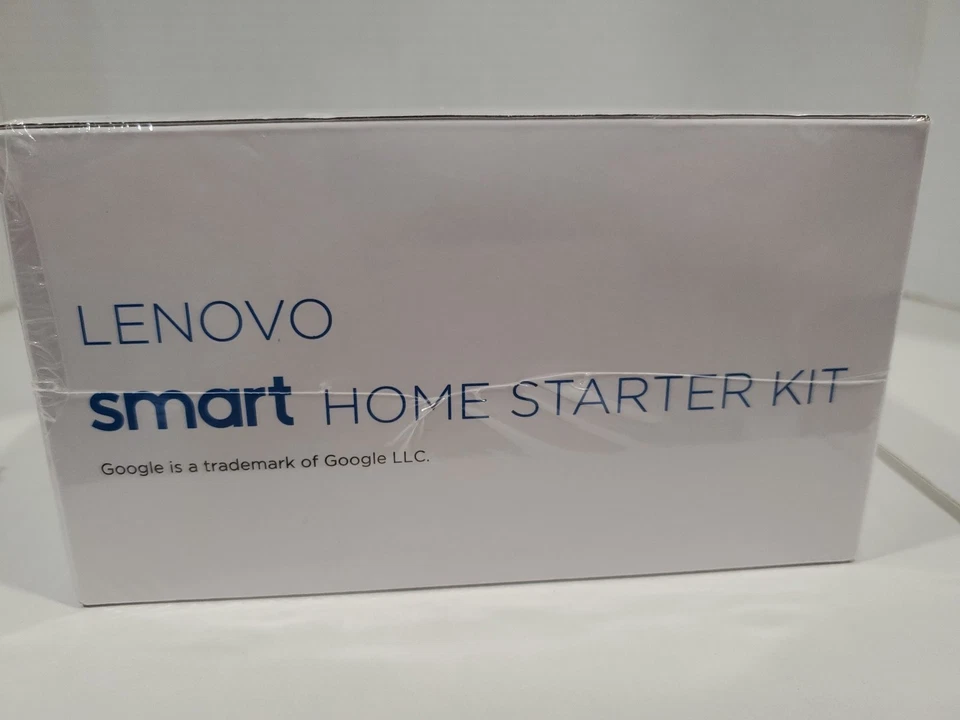 LENOVO
smart HOME STARTER KIT
Google is a trademark of Google LLC.